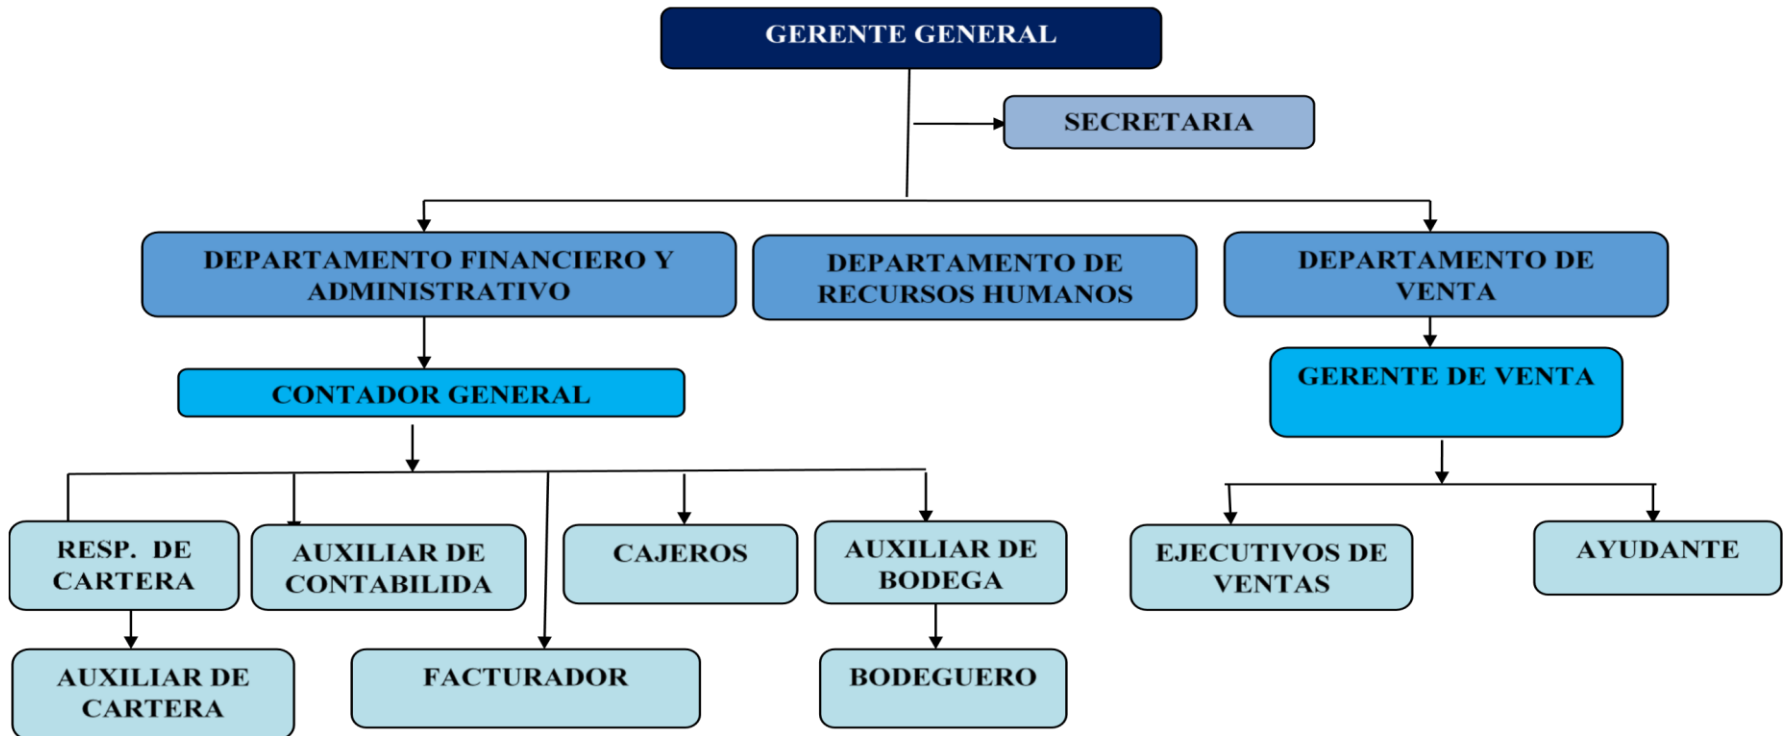 GERENTE GENERAL
SECRETARIA
DEPARTAMENTO FINANCIERO Y
ADMINISTRATIVO
DEPARTAMENTO DE
RECURSOS HUMANOS
DEPARTAMENTO DE
VENTA
CONTADOR GENERAL
GERENTE DE VENTA
RESP. DE
CARTERA
AUXILIAR DE
CONTABILIDA
CAJEROS
AUXILIAR DE
BODEGA
EJECUTIVOS DE
VENTAS
AYUDANTE
AUXILIAR DE
CARTERA
FACTURADOR
BODEGUERO